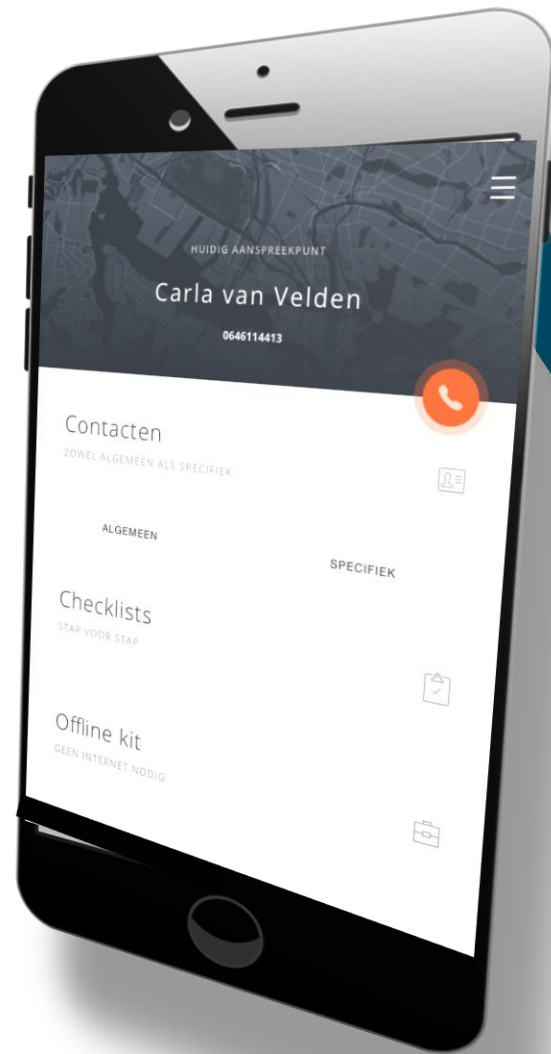 HUIDIG AANSPREEKPUNT
Carla van Velden
0646114413
Contacten
ZOWEL ALGEMEEN ALS SPECIFIEK
ALGEMEEN
SPECIFIEK
Checklists
STAP VOOR STAP
Offline kit
GEEN INTERNET NODIG